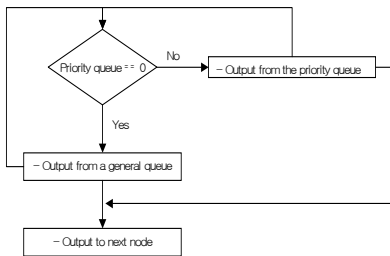 Priority queue == 0
No
– Output from the priority queue
Yes
– Output from a general queue
– Output to next node